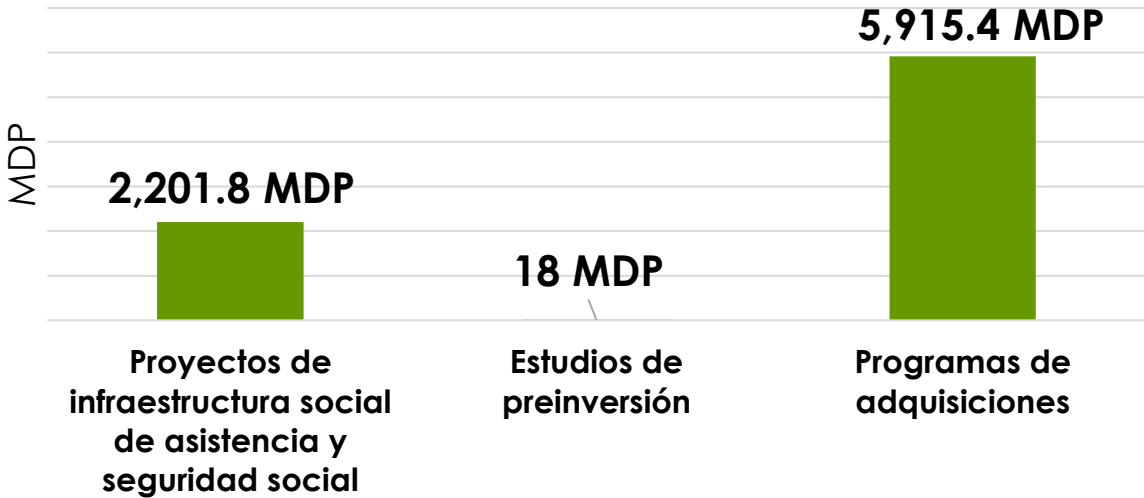 5,915.4 MDP
MDP
2,201.8 MDP
18 MDP
Proyectos de
infraestructura social
de asistencia y
seguridad social
Estudios de
preinversión
Programas de
adquisiciones